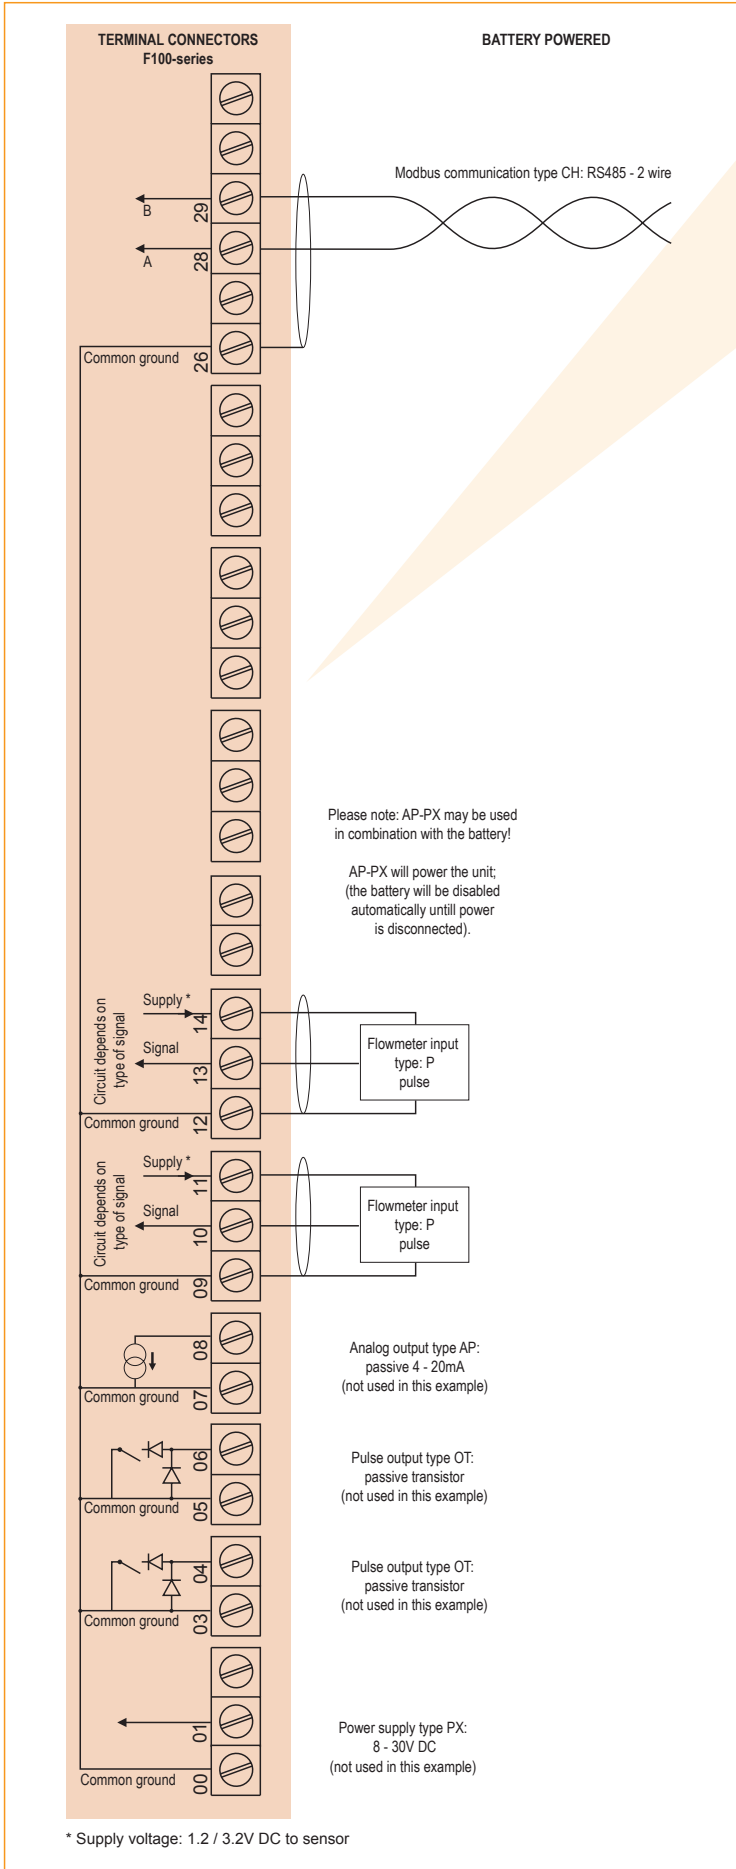 TERMINAL CONNECTORS
F100-series
BATTERY POWERED
Modbus communication type CH: RS485 - 2 wire
B
29
A
28
Common ground
26
Please note: AP-PX may be used
in combination with the battery!
AP-PX will power the unit;
(the battery will be disabled
automatically untill power
is disconnected).
Circuit depends on
type of signal
Supply *
14
Signal
13
Common ground
12
Flowmeter input
type: P
pulse
Circuit depends on
type of signal
Supply *
11
Signal
10
Common ground
09
Flowmeter input
type: P
pulse
08
Common ground
07
Analog output type AP:
passive 4 - 20mA
(not used in this example)
06
Common ground
05
Pulse output type OT:
passive transistor
(not used in this example)
04
Common ground
03
Pulse output type OT:
passive transistor
(not used in this example)
01
Common ground
00
Power supply type PX:
8 - 30V DC
(not used in this example)
* Supply voltage: 1.2 / 3.2V DC to sensor